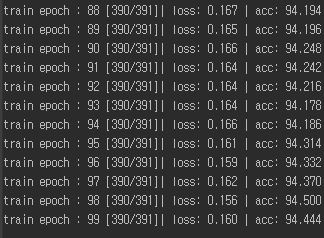 train epoch : 88 [390/391]| loss: 0.167 | acc: 94.194
train epoch : 89 [390/391]| loss: 0.165 | acc: 94.196
train epoch : 90 [390/391]| loss: 0.166 | acc: 94.248
train epoch : 91 [390/391]| loss: 0.164 | acc: 94.242
train epoch : 92 [390/391]| loss: 0.164 | acc: 94.216
train epoch : 93 [390/391]| loss: 0.164 | acc: 94.178
train epoch : 94 [390/391]| loss: 0.166 | acc: 94.186
train epoch : 95 [390/391]| loss: 0.161 | acc: 94.314
train epoch : 96 [390/391]| loss: 0.159 | acc: 94.332
train epoch : 97 [390/391]| loss: 0.162 | acc: 94.370
train epoch : 98 [390/391]| loss: 0.156 | acc: 94.500
train epoch : 99 [390/391]| loss: 0.160 | acc: 94.444